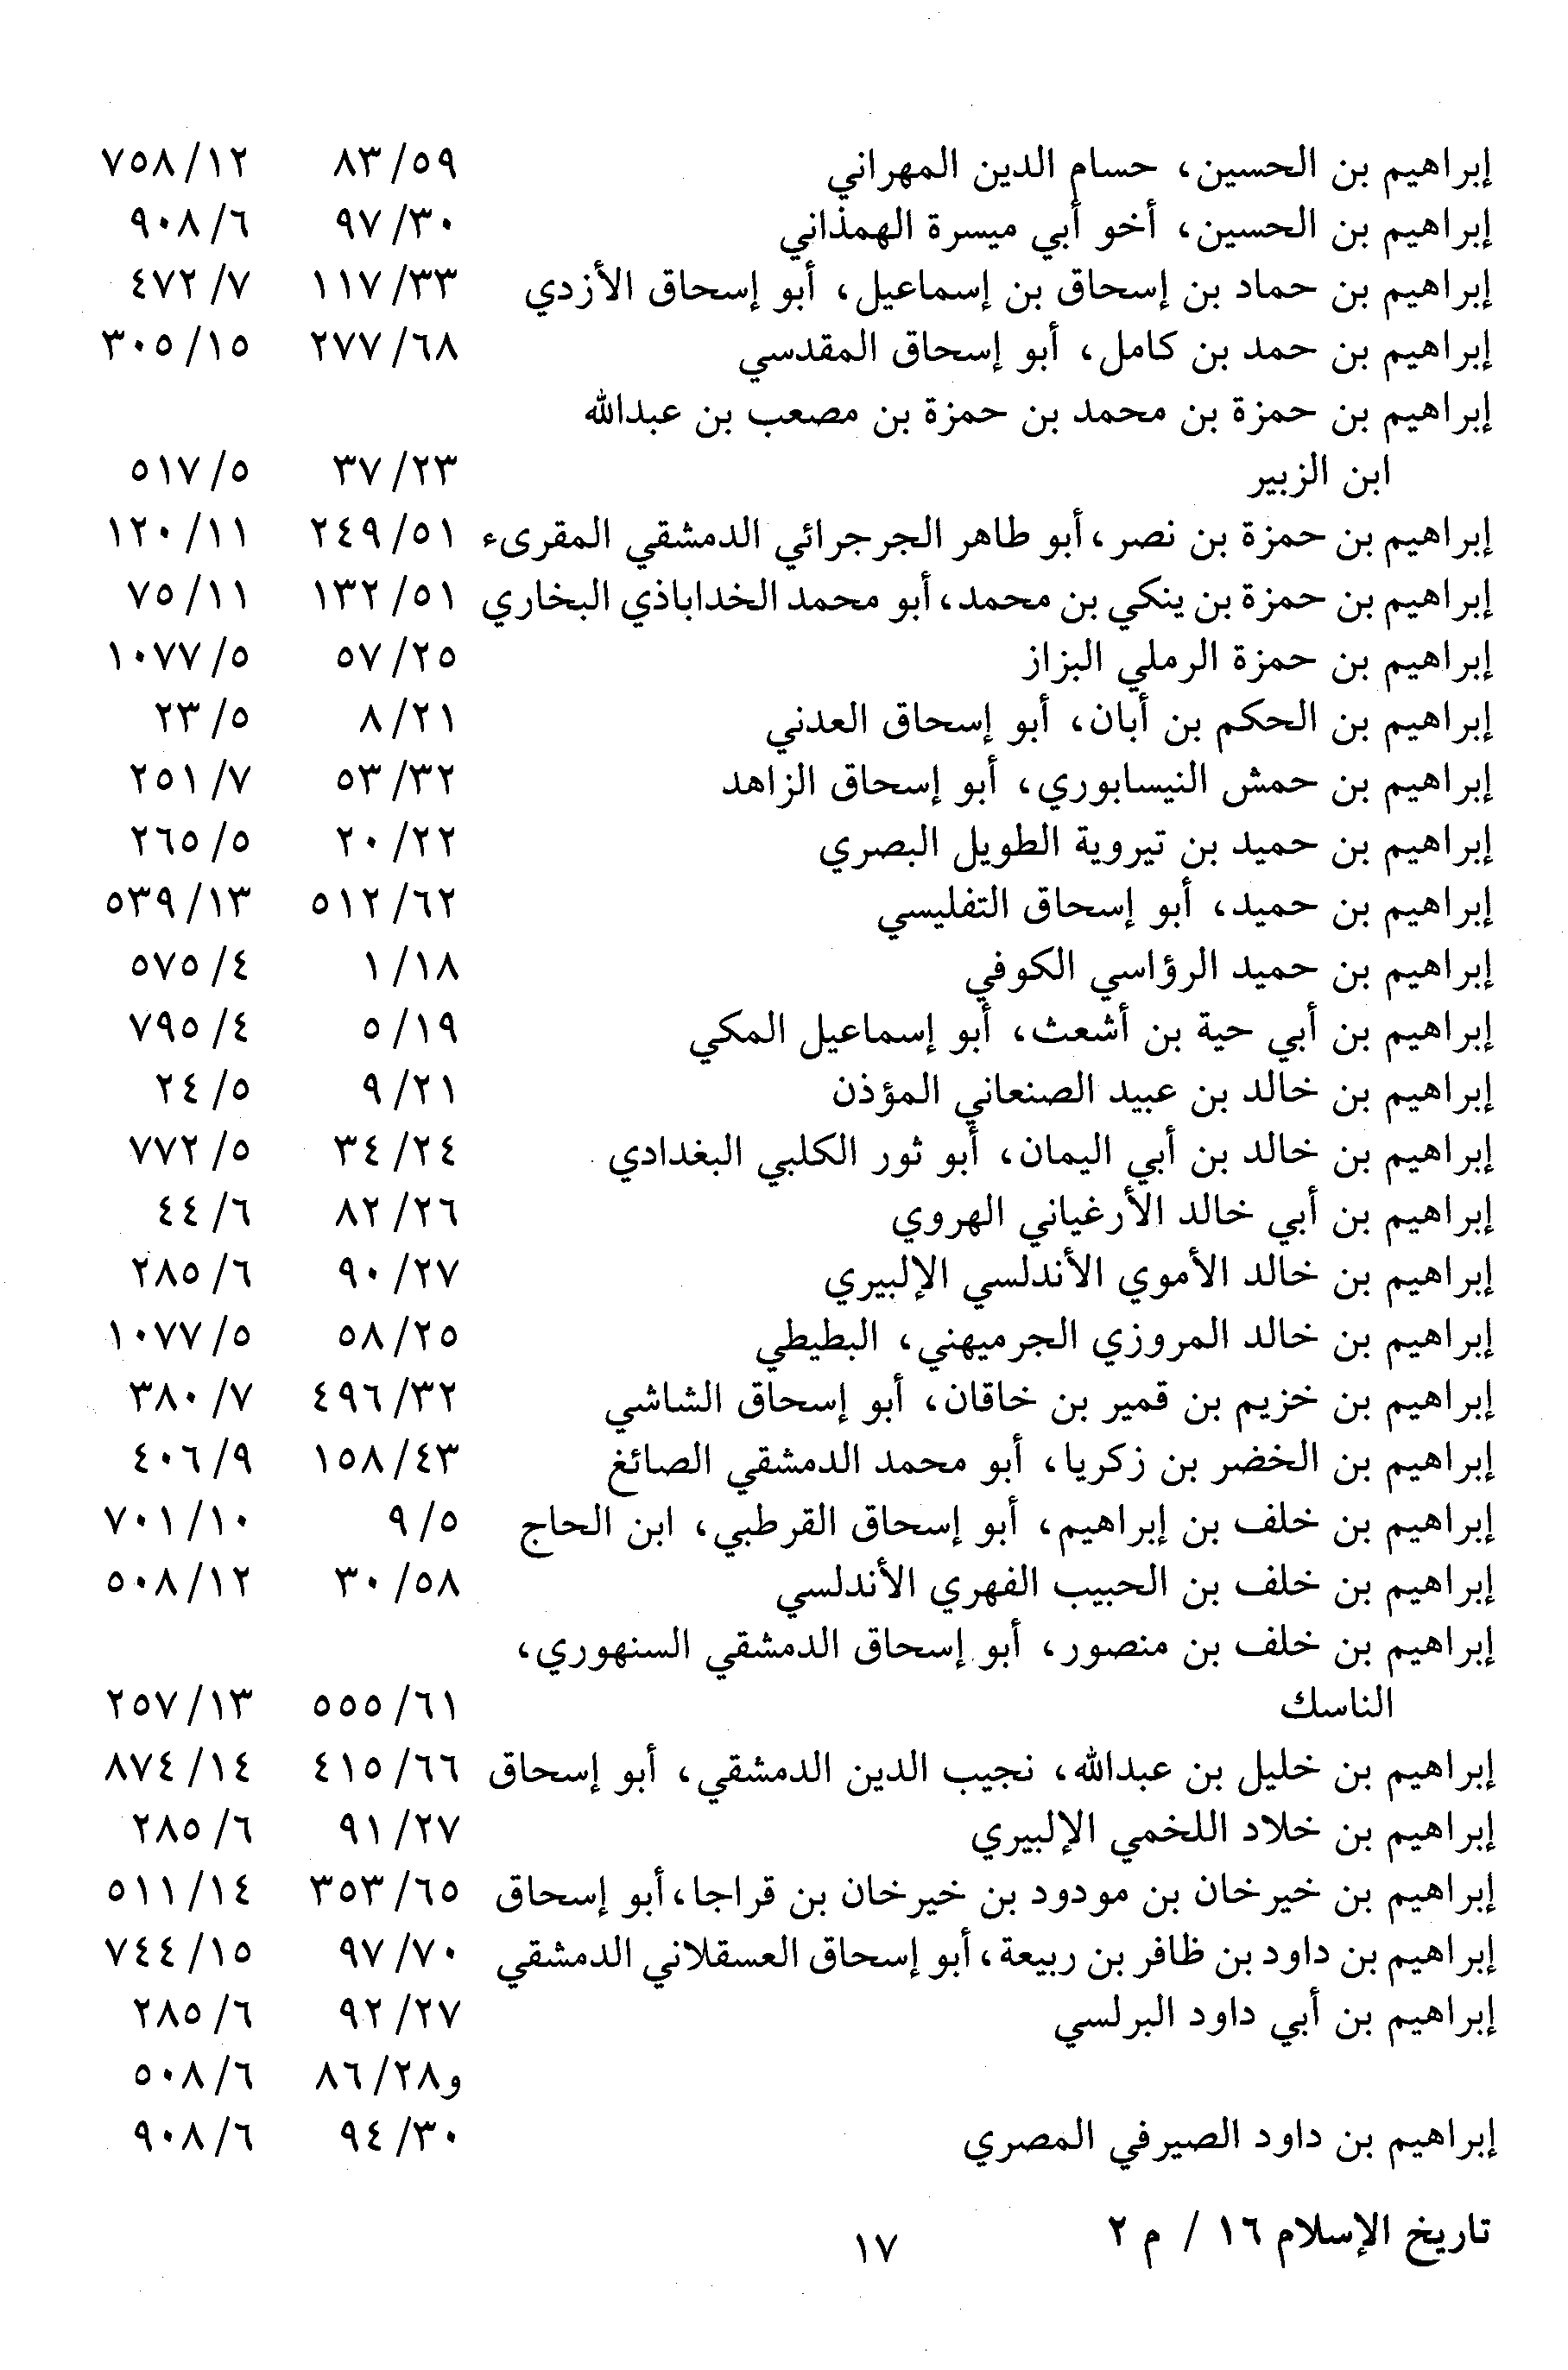 إبراهيم بن الحسين، حسام الدين المهراني ٨٣/٥٩ ٧٥٨/١٢
إبراهيم بن الحسين، أخو أبي ميسرة الهمذاني ٩٧/٣٠ ٩٠٨/٦
إبراهيم بن حماد بن إسحاق بن إسماعيل، أبو إسحاق الأزدي ١١٧/٣٣ ٤٧٢/٧
إبراهيم بن حمد بن كامل، أبو إسحاق المقدسي ٢٧٧/٦٨ ٣٠٥/١٥
إبراهيم بن حمزة بن محمد بن حمزة بن مصعب بن عبدالله
ابن الزبير ٣٧/٢٣ ٥١٧/٥
إبراهيم بن حمزة بن نصر، أبو طاهر الجرجرائي الدمشقي المقرىء ٢٤٩/٥١ ١٢٠/١١
إبراهيم بن حمزة بن ينكي بن محمد، أبو محمد الخداباذي البخاري ١٣٢/٥١ ٧٥/١١
إبراهيم بن حمزة الرملي البزاز ٥٧/٢٥ ١٠٧٧/٥
إبراهيم بن الحكم بن أبان، أبو إسحاق العدني ٨/٢١ ٢٣/٥
إبراهيم بن حمش النيسابوري، أبو إسحاق الزاهد ٥٣/٣٢ ٢٥١/٧
إبراهيم بن حميد بن تيروية الطويل البصري ٢٠/٢٢ ٢٦٥/٥
إبراهيم بن حميد، أبو إسحاق التفليسي ٥١٢/٦٢ ٥٣٩/١٣
إبراهيم بن حميد الرؤاسي الكوفي ١/١٨ ٥٧٥/٤
إبراهيم بن أبي حية بن أشعث، أبو إسماعيل المكي ٥/١٩ ٧٩٥/٤
إبراهيم بن خالد بن عبيد الصنعاني المؤذن ٩/٢١ ٢٤/٥
إبراهيم بن خالد بن أبي اليمان، أبو ثور الكلبي البغدادي ٣٤/٢٤ ٧٧٢/٥
إبراهيم بن أبي خالد الأرغياني الهروي ٨٢/٢٦ ٤٤/٦
إبراهيم بن خالد الأموي الأندلسي الإلبيري ٩٠/٢٧ ٢٨٥/٦
إبراهيم بن خالد المروزي الجرميهني، البطيطي ٥٨/٢٥ ١٠٧٧/٥
إبراهيم بن خزيم بن قمير بن خاقان، أبو إسحاق الشاشي ٤٩٦/٣٢ ٣٨٠/٧
إبراهيم بن الخضر بن زكريا، أبو محمد الدمشقي الصائغ ١٥٨/٤٣ ٤٠٦/٩
إبراهيم بن خلف بن إبراهيم، أبو إسحاق القرطبي، ابن الحاج ٩/٥ ٧٠١/١٠
إبراهيم بن خلف بن الحبيب الفهري الأندلسي ٣٠/٥٨ ٥٠٨/١٢
إبراهيم بن خلف بن منصور، أبو إسحاق الدمشقي السنهوري،
الناسك ٥٥٥/٦١ ٢٥٧/١٣
إبراهيم بن خليل بن عبدالله، نجيب الدين الدمشقي، أبو إسحاق ٤١٥/٦٦ ٨٧٤/١٤
إبراهيم بن خلاد اللخمي الإلبيري ٩١/٢٧ ٢٨٥/٦
إبراهيم بن خيرخان بن مودود بن خيرخان بن قراجا، أبو إسحاق ٣٥٣/٦٥ ٥١١/١٤
إبراهيم بن داود بن ظافر بن ربيعة، أبو إسحاق العسقلاني الدمشقي ٩٧/٧٠ ٧٤٤/١٥
إبراهيم بن أبي داود البرلسي ٩٢/٢٧ ٢٨٥/٦
و٨٦/٢٨ ٥٠٨/٦
إبراهيم بن داود الصيرفي المصري ٩٤/٣٠ ٩٠٨/٦
تاريخ الإسلام ١٦ / م ٢
١٧